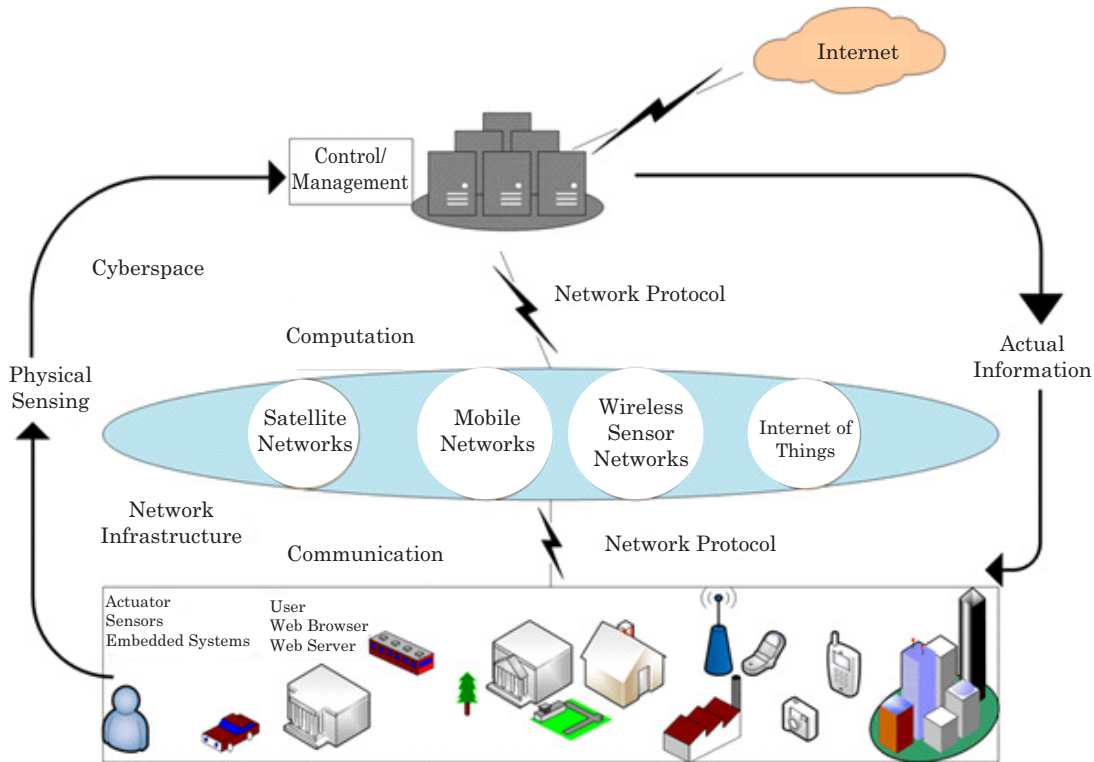 Internet
Control/
Management
Cyberspace
Network Protocol
Computation
Actual
Information
Physical
Sensing
Satellite
Networks
Mobile
Networks
Wireless
Sensor
Networks
Internet of
Things
Network
Infrastructure
Communication
Network Protocol
Actuator
Sensors
Embedded Systems
User
Web Browser
Web Server